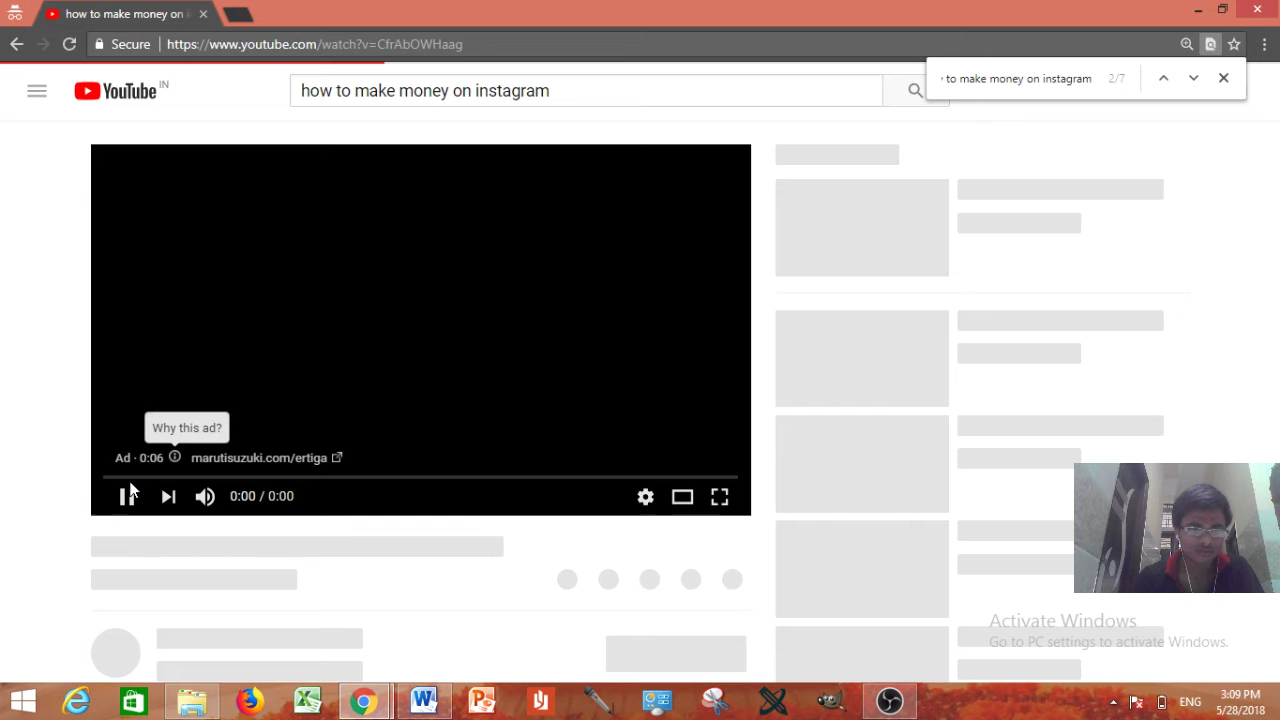 how to make money on i
Secure https://www.youtube.com/watch?v=CfrAbOWHaag
to make money on instagram 2/7
YouTube IN
how to make money on instagram
Why this ad?
Ad · 0:06 marutisuzuki.com/ertiga
0:00 / 0:00
Activate Windows
Go to PC settings to activate Windows.
ENG
3:09 PM
5/28/2018